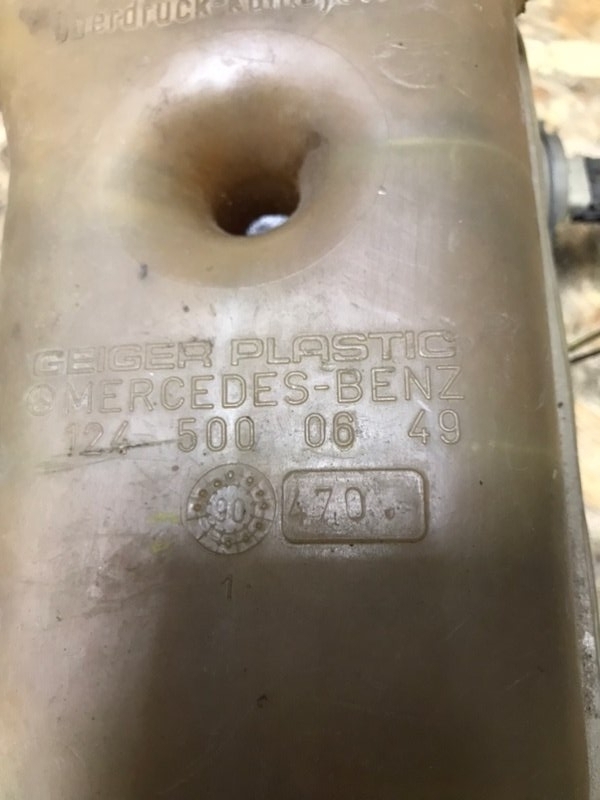 GEIGER PLASTIC
MERCEDES-BENZ
124 500 06 49
90
470.
1